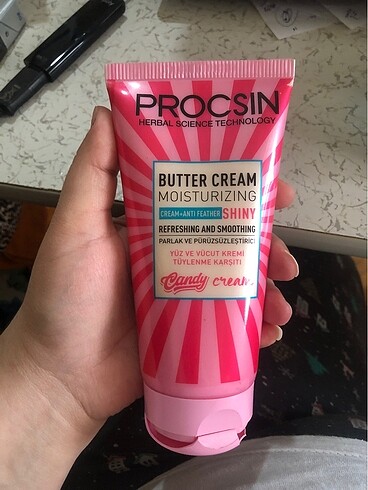 PROCSIN
HERBAL SCIENCE TECHNOLOGY
BUTTER CREAM
MOISTURIZING
CREAM+ANTI FEATHER SHINY
REFRESHING AND SMOOTHING
PARLAK VE PÜRÜZSÜZLEŞTİRİCİ
YÜZ VE VÜCUT KREMİ
TÜYLENME KARŞITI
Candy cream